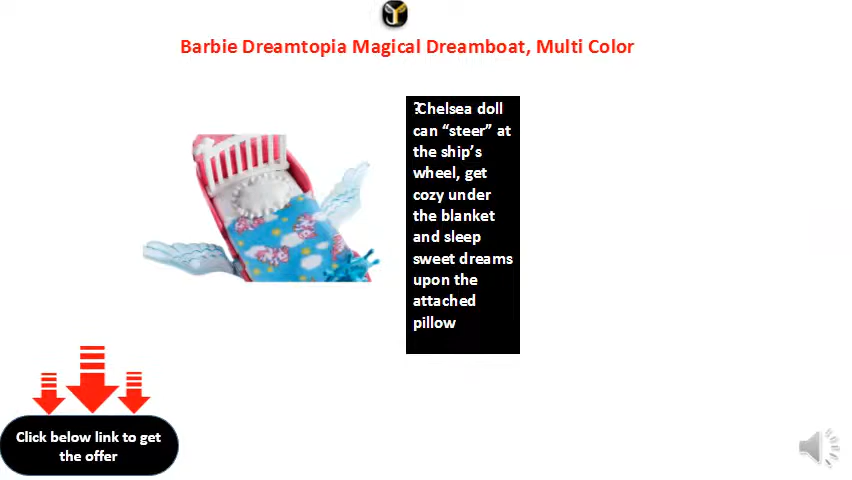 Barbie Dreamtopia Magical Dreamboat, Multi Color
?Chelsea doll
can “steer” at
the ship’s
wheel, get
cozy under
the blanket
and sleep
sweet dreams
upon the
attached
pillow
Click below link to get
the offer